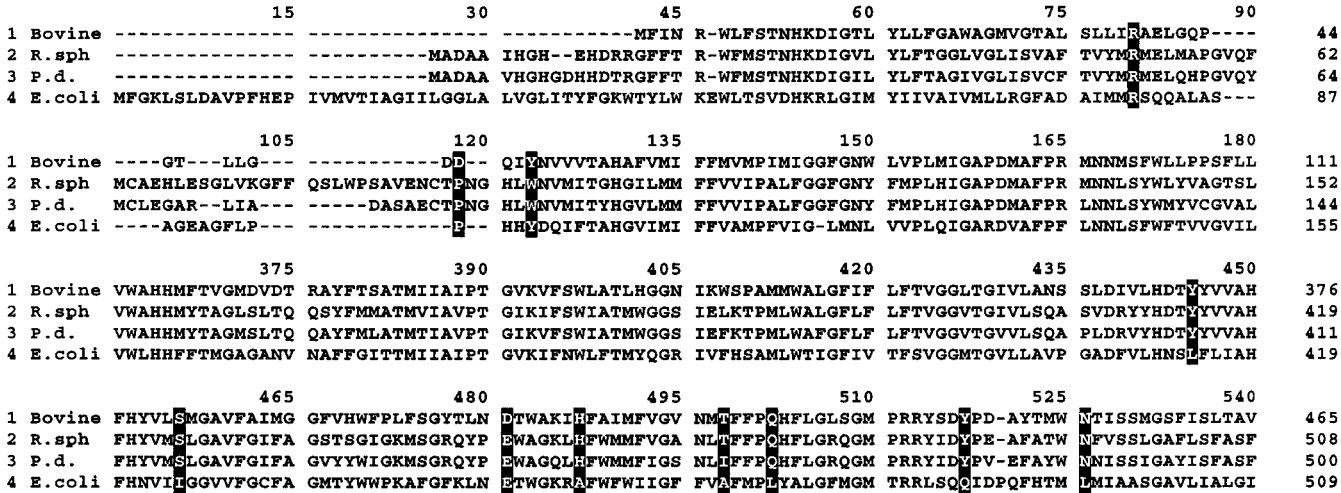 15 30 45 60 75 90
1 Bovine --------------- --------------- ----------MFIN R-WLFSTNHKDIGTL YLLFGAWAGMVGTAL SLLIRAELGQP---- 44
2 R.sph --------------- ---------MADAA IHGH--EHDRRGFFT R-WFMSTNHKDIGVL YLFTGGLVGLISVAF TVYMRMELMAPGVQF 62
3 P.d. --------------- ---------MADAA VHGHGDHHDTRGFFT R-WFMSTNHKDIGIL YLFTAGIVGLISVCF TVYMRMELQHPGVQY 64
4 E.coli MFGKLSLDAVPFHEP IVMVTIAGIILGGLA LVGLITYFGKWTYLW KEWLTSVDHKRLGIM YIIVAIVMLLRGFAD AIMMRSQQALAS--- 87
105 120 135 150 165 180
1 Bovine ----GT---LLG--- -----------DD-- QIYNVVVTAHAFVMI FFMVMPIMIGGFGNW LVPLMIGAPDMAFPR MNNMSFWLLPPSFLL 111
2 R.sph MCAEHLESGLVKGFF QSLWPSAVENCTPNG HLWNVMITGHGILMM FFVVIPALFGGFGNY FMPLHIGAPDMAFPR MNNLSYWLYVAGTSL 152
3 P.d. MCLEGAR--LIA--- -----DASAECTPNG HLWNVMITYHGVLMM FFVVIPALFGGFGNY FMPLHIGAPDMAFPR LNNLSYWMYVCGVAL 144
4 E.coli ----AGEAGFLP--- ------------P-- HHYDQIFTAHGVIMI FFVAMPFVIG-LMNL VVPLQIGARDVAFPF LNNLSFWFTVVGVIL 155
375 390 405 420 435 450
1 Bovine VWAHHMFTVGMDVDT RAYFTSATMIIAIPT GVKVFSWLATLHGGN IKWSPAMMWALGFIF LFTVGGLTGIVLANS SLDIVLHDTYYVVAH 376
2 R.sph VWAHHMYTAGLSLTQ QSYFMMATMVIAVPT GIKIFSWIATMWGGS IELKTPMLWALGFLF LFTVGGVTGIVLSQA SVDRYYHDTYYVVAH 419
3 P.d. VWAHHMYTAGMSLTQ QAYFMLATMTIAVPT GIKVFSWIATMWGGS IEFKTPMLWAFGFLF LFTVGGVTGVVLSQA PLDRVYHDTYYVVAH 411
4 E.coli VWLHHFFTMGAGANV NAFFGITTMIIAIPT GVKIFNWLFTMYQGR IVFHSAMLWTIGFIV TFSVGGMTGVLLAVP GADFVLHNSLFLIAH 419
465 480 495 510 525 540
1 Bovine FHYVLSMGAVFAIMG GFVHWFPLFSGYTLN DTWAKIHFAIMFVGV NMTFFPQHFLGLSGM PRRYSDYPD-AYTMW NTISSMGSFISLTAV 465
2 R.sph FHYVMSLGAVFGIFA GSTSGIGKMSGRQYP EWAGKLHFWMMFVGA NLTFFPQHFLGRQGM PRRYIDYPE-AFATW NFVSSLGAFLSFASF 508
3 P.d. FHYVMSLGAVFGIFA GVYYWIGKMSGRQYP EWAGQLHFWMMFIGS NLIFFPQHFLGRQGM PRRYIDYPV-EFAYW NNISSIGAYISFASF 500
4 E.coli FHNVIIGGVVFGCFA GMTYWWPKAFGFKLN ETWGKRAFWFWIIGF FVAFMPLYALGFMGM TRRLSQQIDPQFHTM LMIAASGAVLIALGI 509